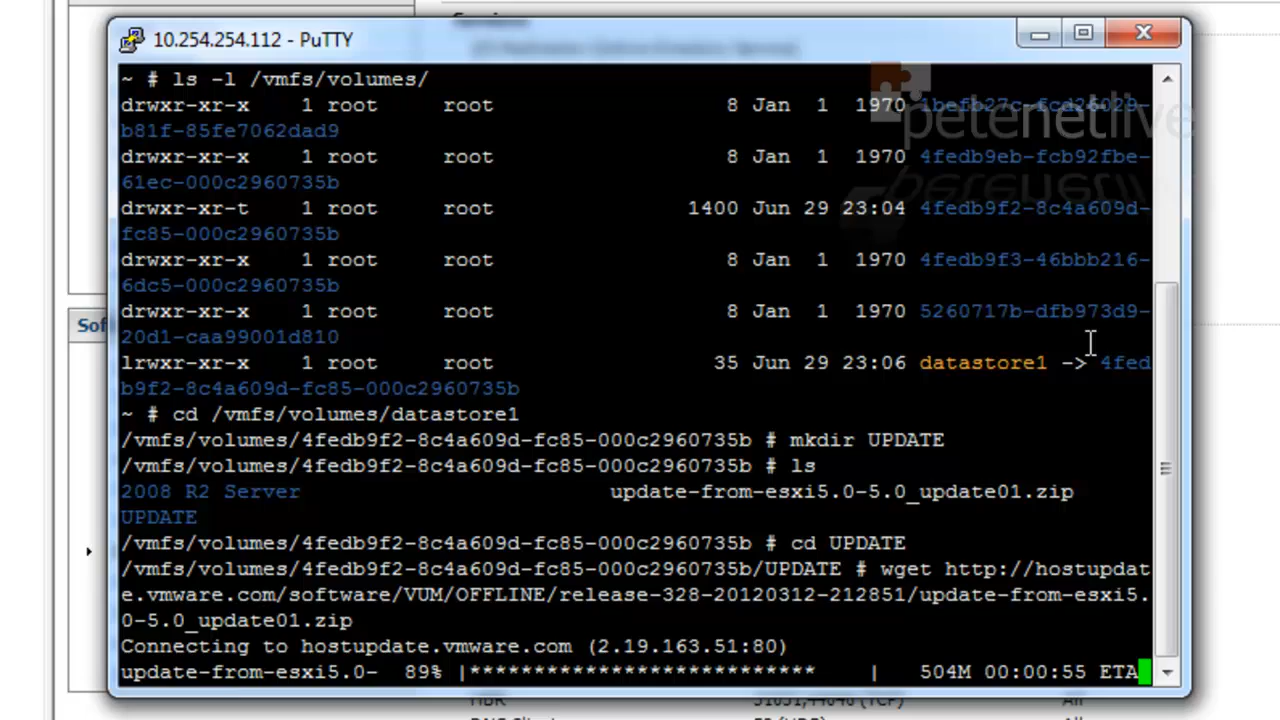 10.254.254.112 - PuTTY
~ # ls -l /vmfs/volumes/
drwxr-xr-x 1 root root 8 Jan 1 1970 1befb27c-fcd26029-
b81f-85fe7062dad9
drwxr-xr-x 1 root root 8 Jan 1 1970 4fedb9eb-fcb92fbe-
61ec-000c2960735b
drwxr-xr-t 1 root root 1400 Jun 29 23:04 4fedb9f2-8c4a609d-
fc85-000c2960735b
drwxr-xr-x 1 root root 8 Jan 1 1970 4fedb9f3-46bbb216-
6dc5-000c2960735b
drwxr-xr-x 1 root root 8 Jan 1 1970 5260717b-dfb973d9-
20d1-caa99001d810
lrwxr-xr-x 1 root root 35 Jun 29 23:06 datastore1 -> 4fed
b9f2-8c4a609d-fc85-000c2960735b
~ # cd /vmfs/volumes/datastore1
/vmfs/volumes/4fedb9f2-8c4a609d-fc85-000c2960735b # mkdir UPDATE
/vmfs/volumes/4fedb9f2-8c4a609d-fc85-000c2960735b # ls
2008 R2 Server update-from-esxi5.0-5.0_update01.zip
UPDATE
/vmfs/volumes/4fedb9f2-8c4a609d-fc85-000c2960735b # cd UPDATE
/vmfs/volumes/4fedb9f2-8c4a609d-fc85-000c2960735b/UPDATE # wget http://hostupdat
e.vmware.com/software/VUM/OFFLINE/release-328-20120312-212851/update-from-esxi5.
0-5.0_update01.zip
Connecting to hostupdate.vmware.com (2.19.163.51:80)
update-from-esxi5.0- 89% |**************************** | 504M 00:00:55 ETA
petenetlive
Sof